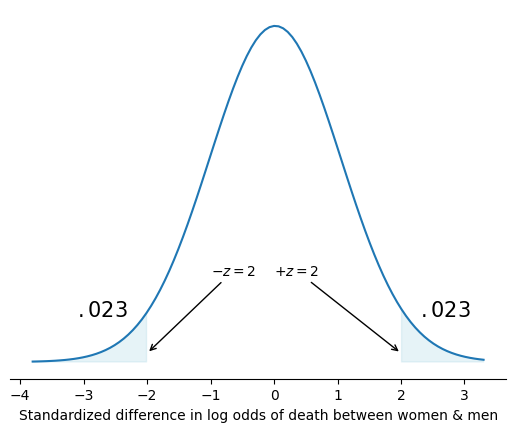 −z = 2 +z = 2
.023 .023
−4 −3 −2 −1 0 1 2 3
Standardized difference in log odds of death between women & men